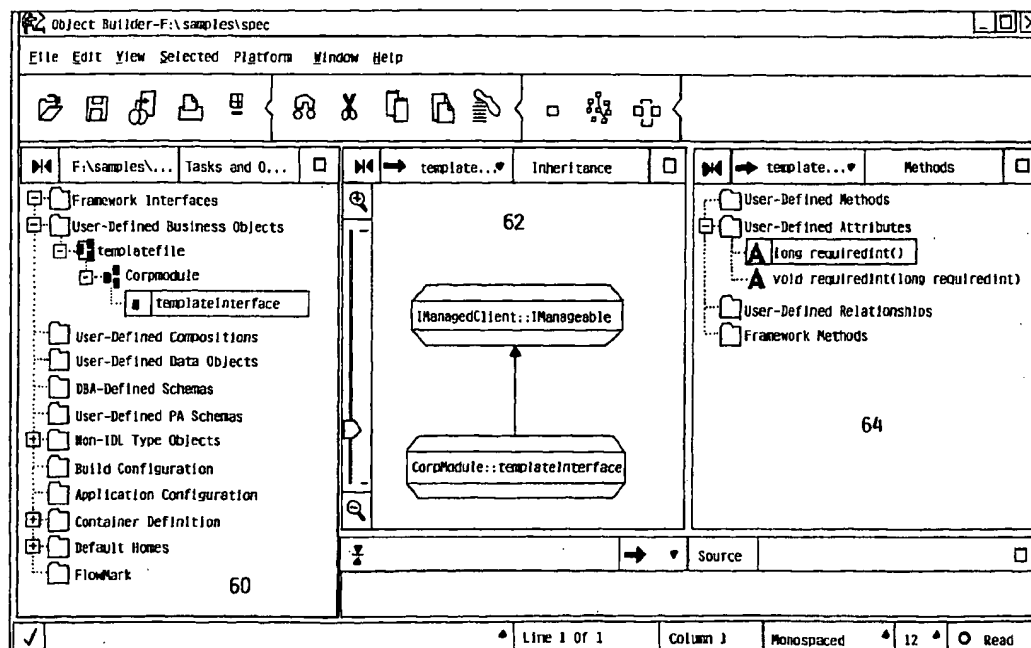 Object Builder-F:\samples\spec
File Edit View Selected Platform Window Help
F:\samples\... Tasks and O...
Framework Interfaces
User-Defined Business Objects
templatefile
Corpmodule
templateInterface
User-Defined Compositions
User-Defined Data Objects
DBA-Defined Schemas
User-Defined PA Schemas
Non-IDL Type Objects
Build Configuration
Application Configuration
Container Definition
Default Homes
FlowMark
60
template... Inheritance
62
IManagedClient::IManageable
CorpModule::templateInterface
template... Methods
User-Defined Methods
User-Defined Attributes
A long requiredint()
A void requiredint(long requiredint)
User-Defined Relationships
Framework Methods
64
Source
Line 1 Of 1 Column 1 Monospaced 12 Read